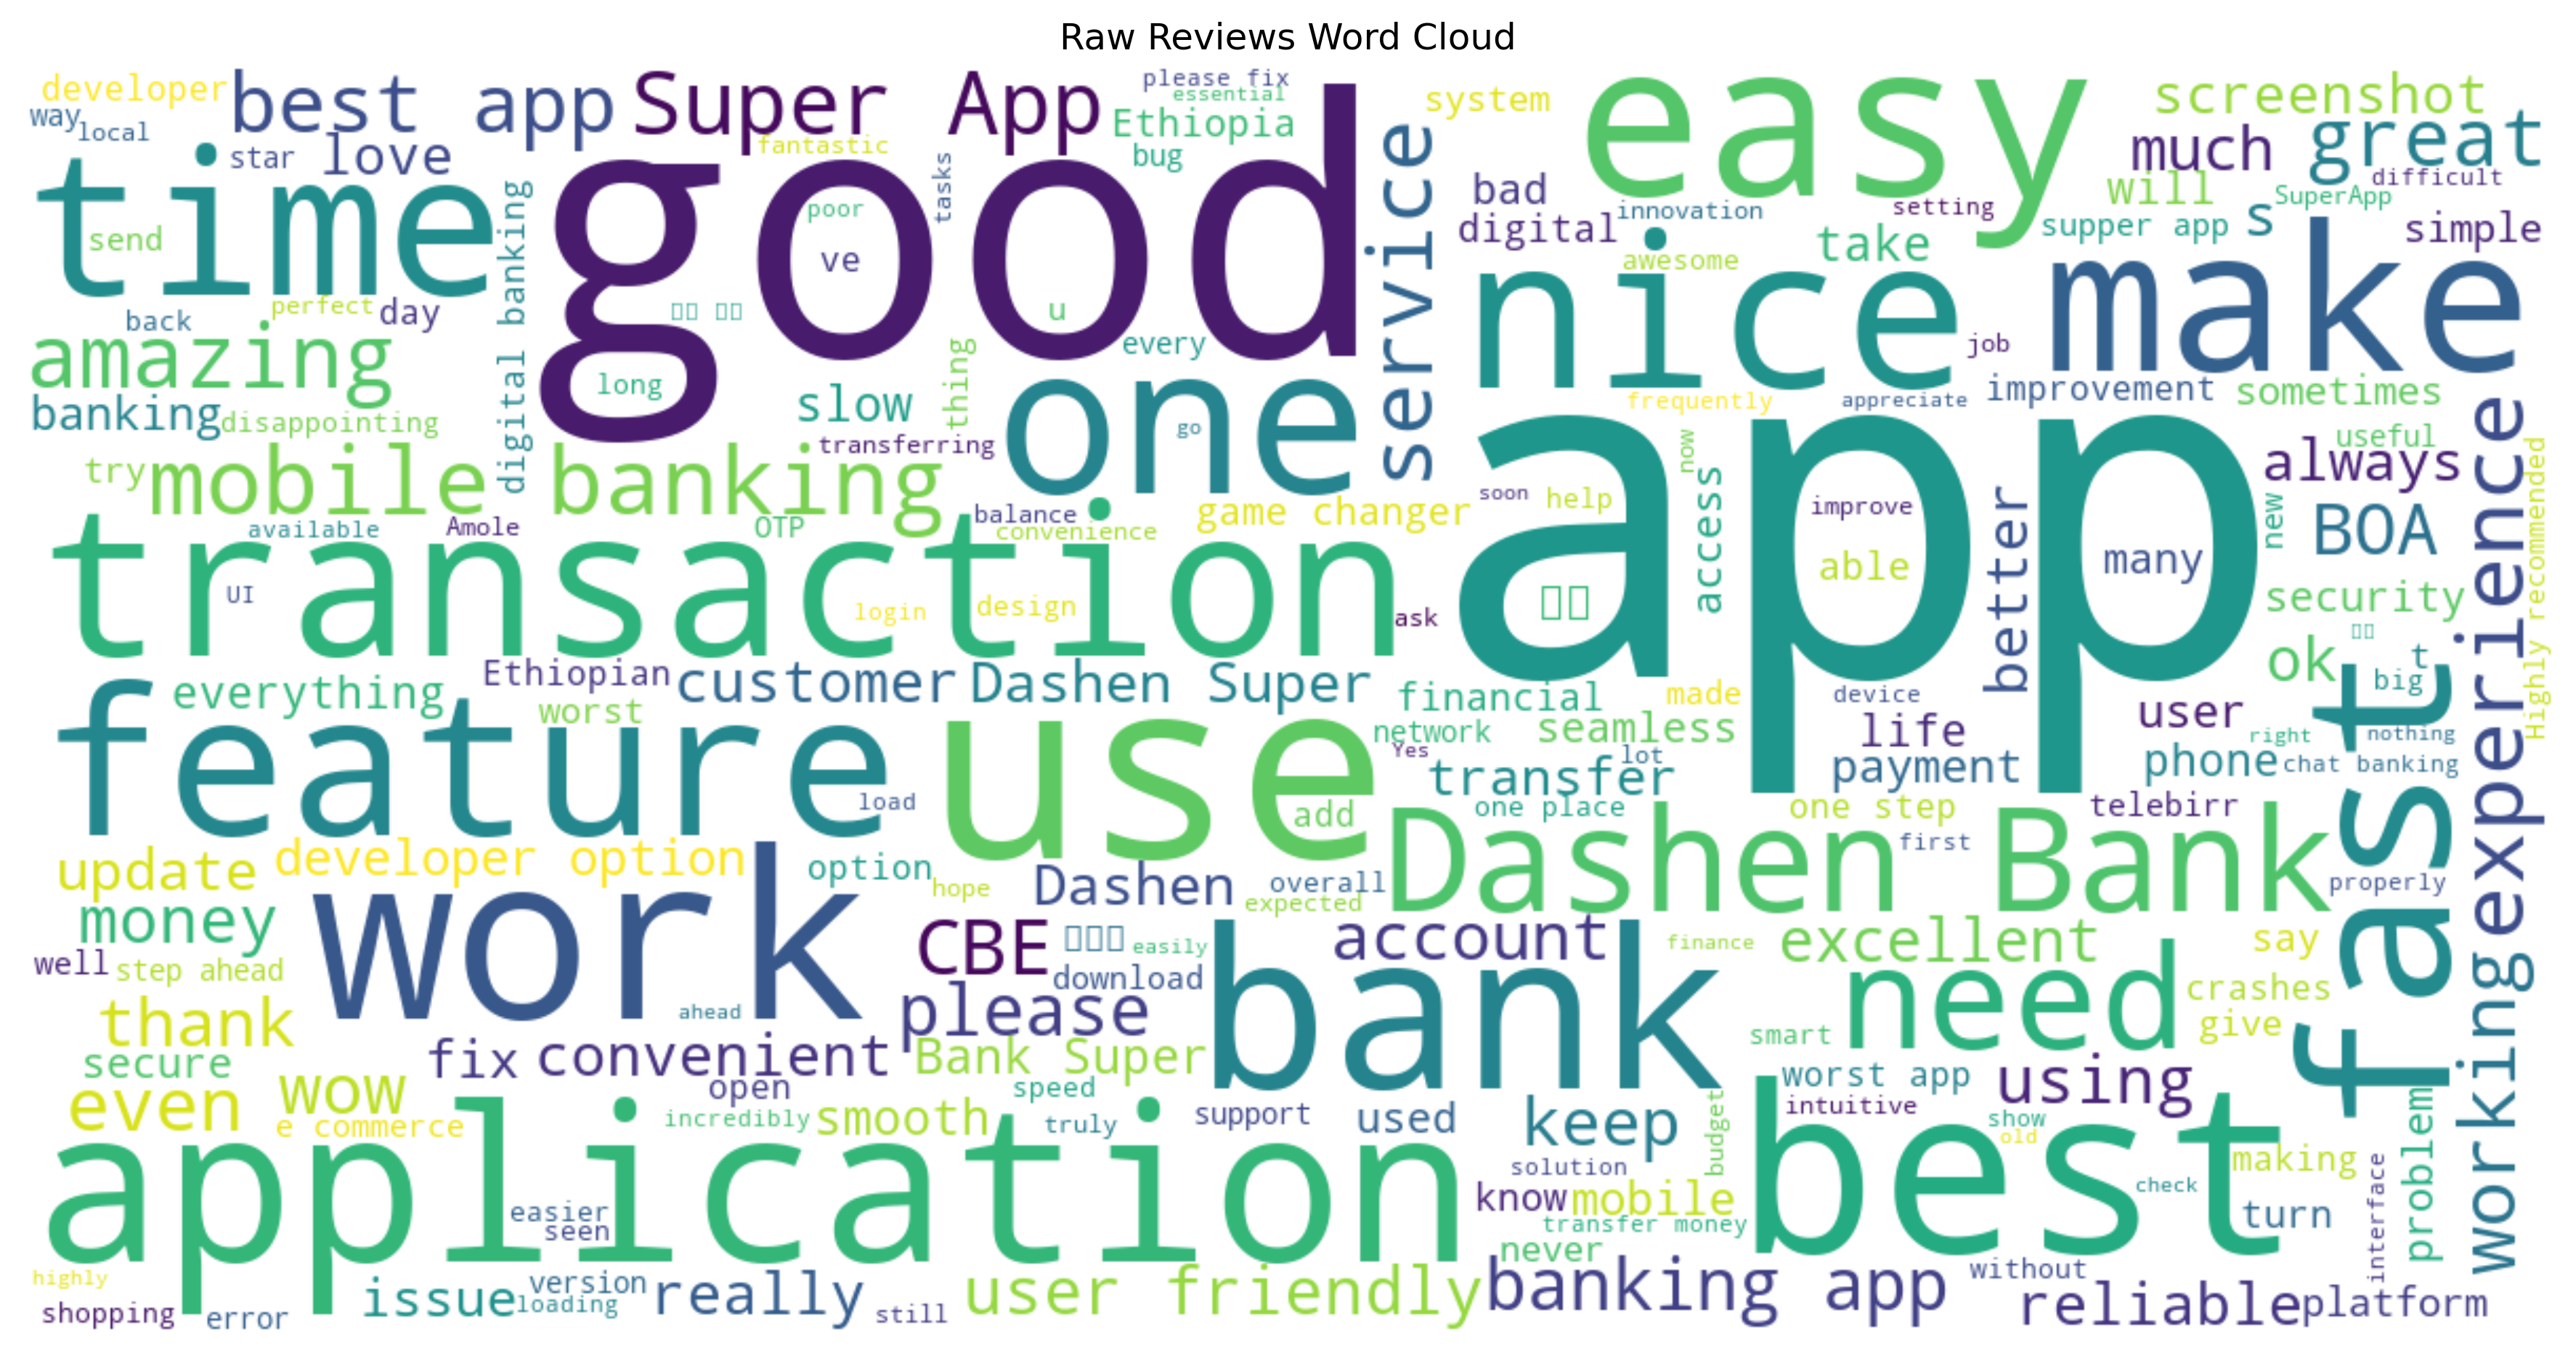 Raw Reviews Word Cloud
developer
best app
Super App
please fix
essential
easy
screenshot
way
local
Ethiopia
system
much
great
star
love
fantastic
bug
good
service
time
tasks
bad
will
difficult
SuperApp
send
poor
ve
digital
innovation
setting
supper app
s
simple
digital banking
take
awesome
nice
make
back
perfect
day
u
every
job
amazing
long
slow
thing
one
improvement
sometimes
banking
disappointing
go
frequently
appreciate
app
experience
transferring
now
always
useful
try
mobile banking
soon
help
access
improve
better
new
BOA
Highly recommended
available
Amole
OTP
balance
convenience
game changer
transaction
able
many
UI
login
design
ask
security
ok
t
big
fast
everything
Ethiopian
customer
Dashen Super
financial
made
device
worst
feature
use
network
seamless
life
user
right
nothing
Yes
lot
transfer
payment
phone
chat banking
load
add
one place
one step
telebirr
Dashen Bank
first
update
developer option
option
hope
Dashen
overall
expected
properly
work
money
CBE
easily
account
finance
excellent
say
well
step ahead
download
bank
need
crashes
thank
ahead
please
smart
give
working
secure
fix
convenient
Bank Super
worst app
using
even
wow
open
speed
intuitive
e commerce
incredibly
smooth
truly
support
used
keep
budget
show
old
problem
application
best
making
solution
know
mobile
check
interface
easier
seen
transfer money
turn
never
highly
issue
version
loading
really
user friendly
banking app
without
shopping
error
still
reliable
platform